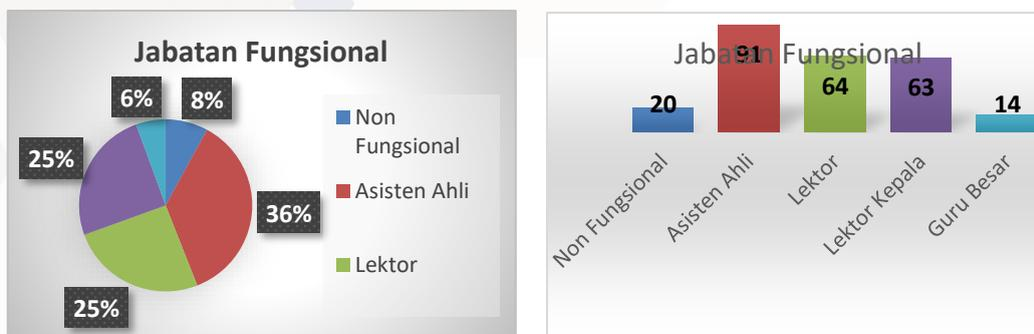 Jabatan Fungsional
6%
8%
25%
36%
25%
Non
Fungsional
Asisten Ahli
Lektor
Jabatan Fungsional
20
91
64
63
14
Non Fungsional
Asisten Ahli
Lektor
Lektor Kepala
Guru Besar